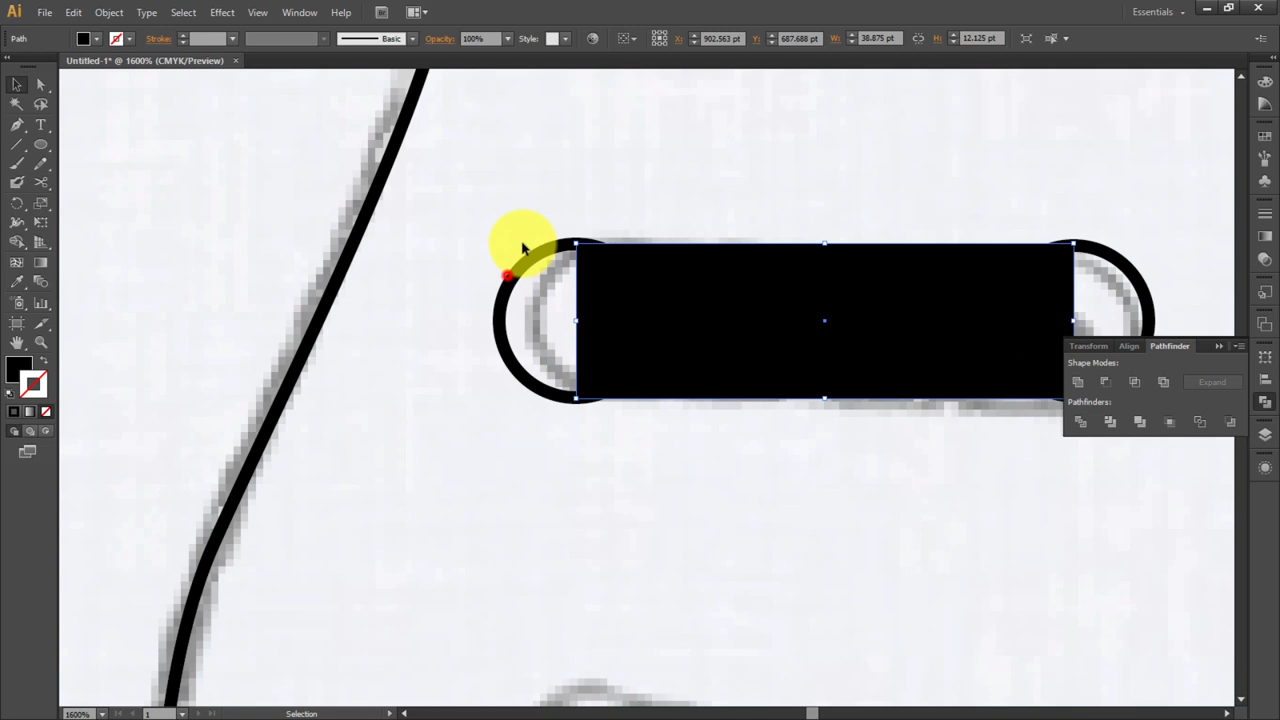 Ai File Edit Object Type Select Effect View Window Help Br Essentials
Path Stroke: Basic Opacity: 100% Style: X: 902.563 pt Y: 687.688 pt W: 38.875 pt H: 12.125 pt
Untitled-1* @ 1600% (CMYK/Preview) ×
T
Transform Align Pathfinder
Shape Modes:
Expand
Pathfinders:
1600% 1 Selection